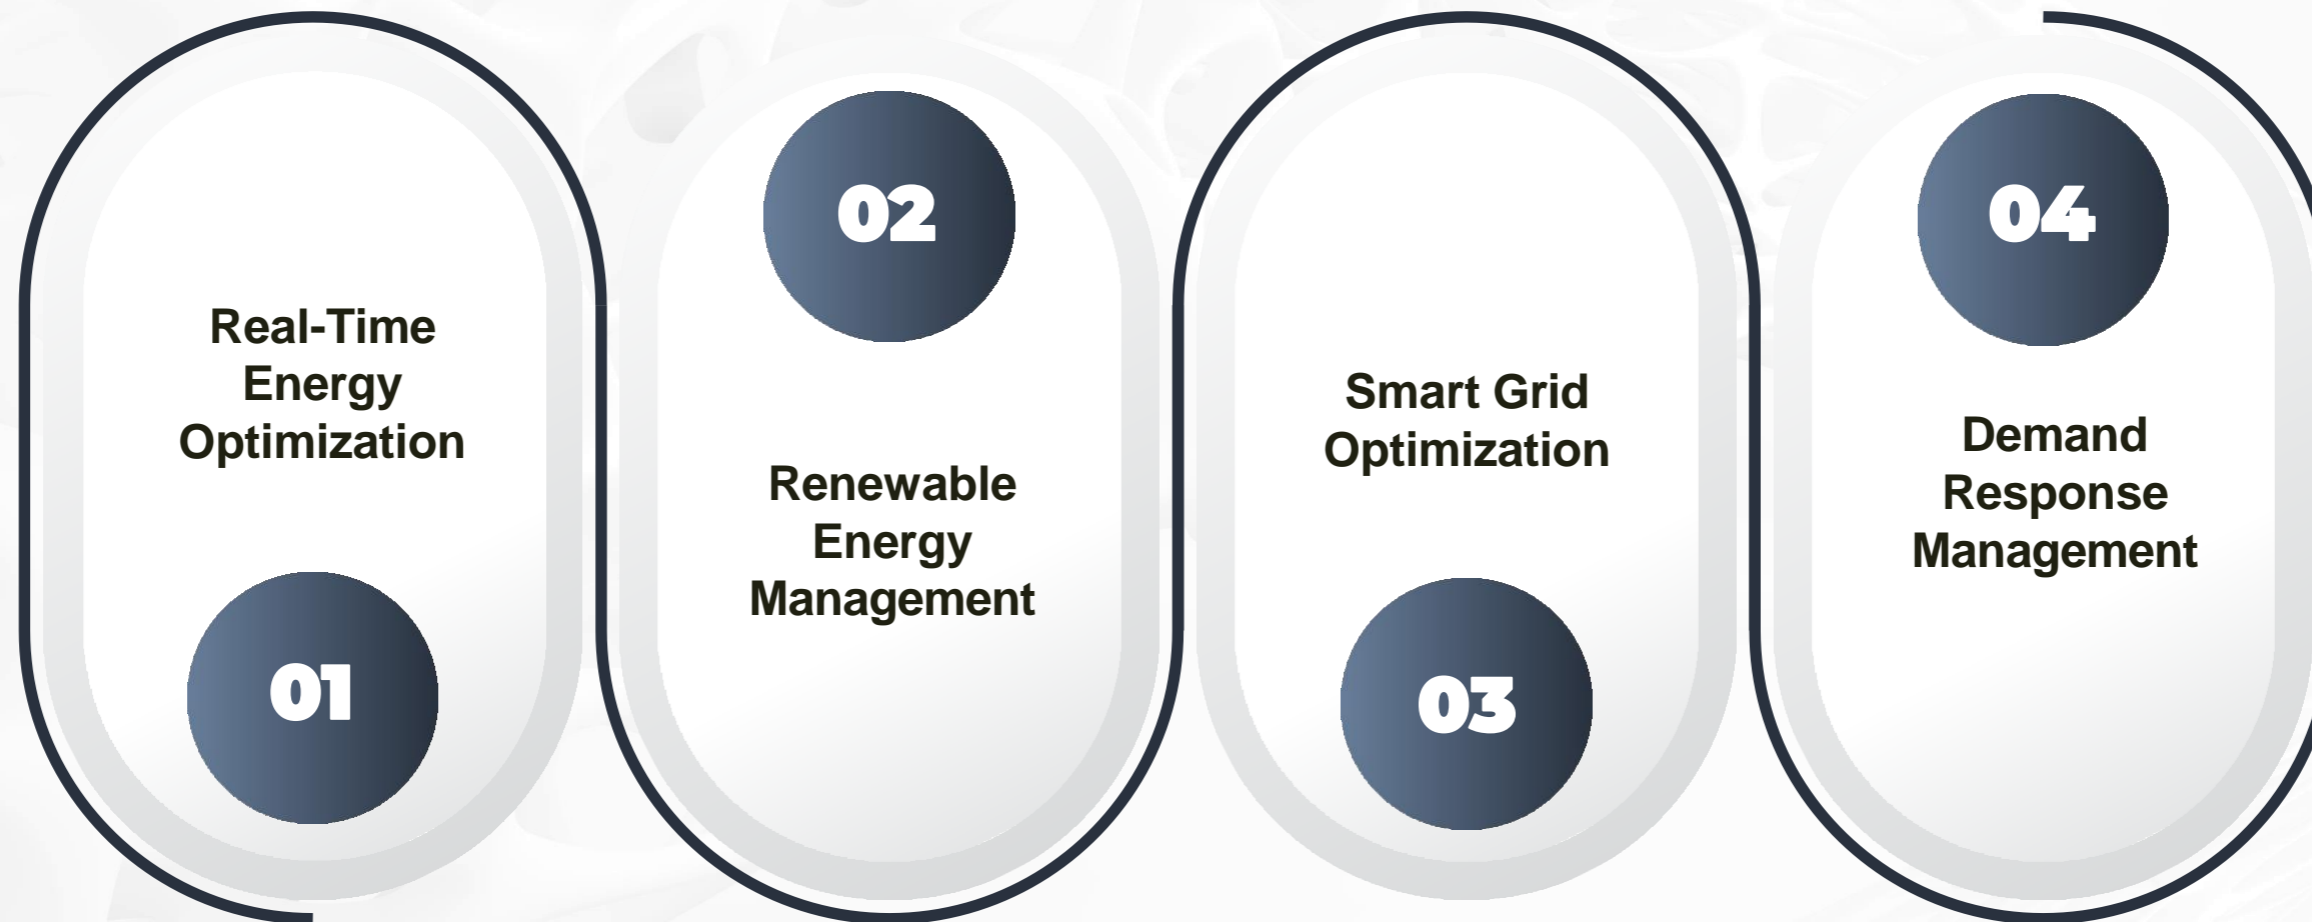 Real-Time
Energy
Optimization
01
02
Renewable
Energy
Management
Smart Grid
Optimization
03
04
Demand
Response
Management